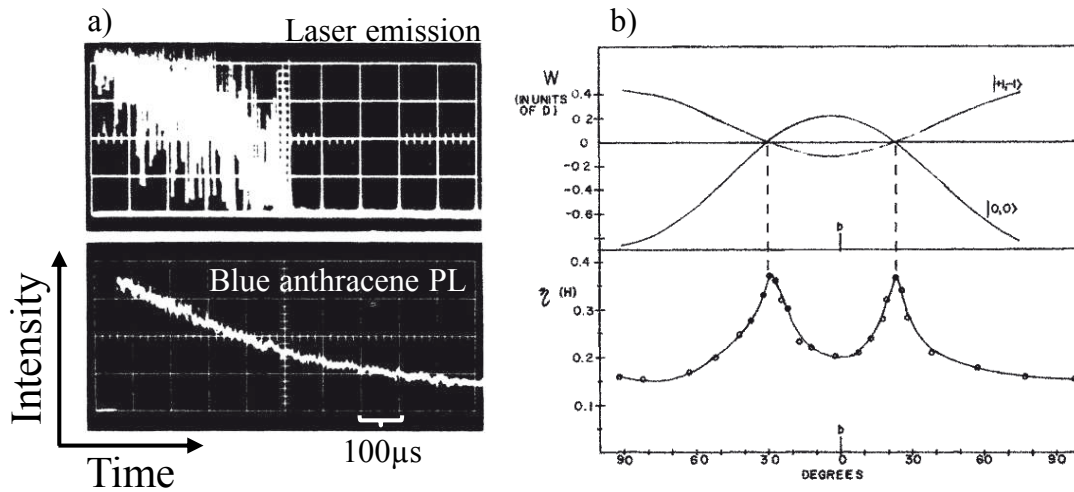 a)
Laser emission
Blue anthracene PL
Intensity
Time
100µs
b)
W
(IN UNITS
OF D)
0.4
0.2
0
-0.2
-0.4
-0.6
|+1,-1⟩
|0,0⟩
b
0.4
η (H)
0.3
0.2
0.1
b
90 60 30 0 30 60 90
DEGREES